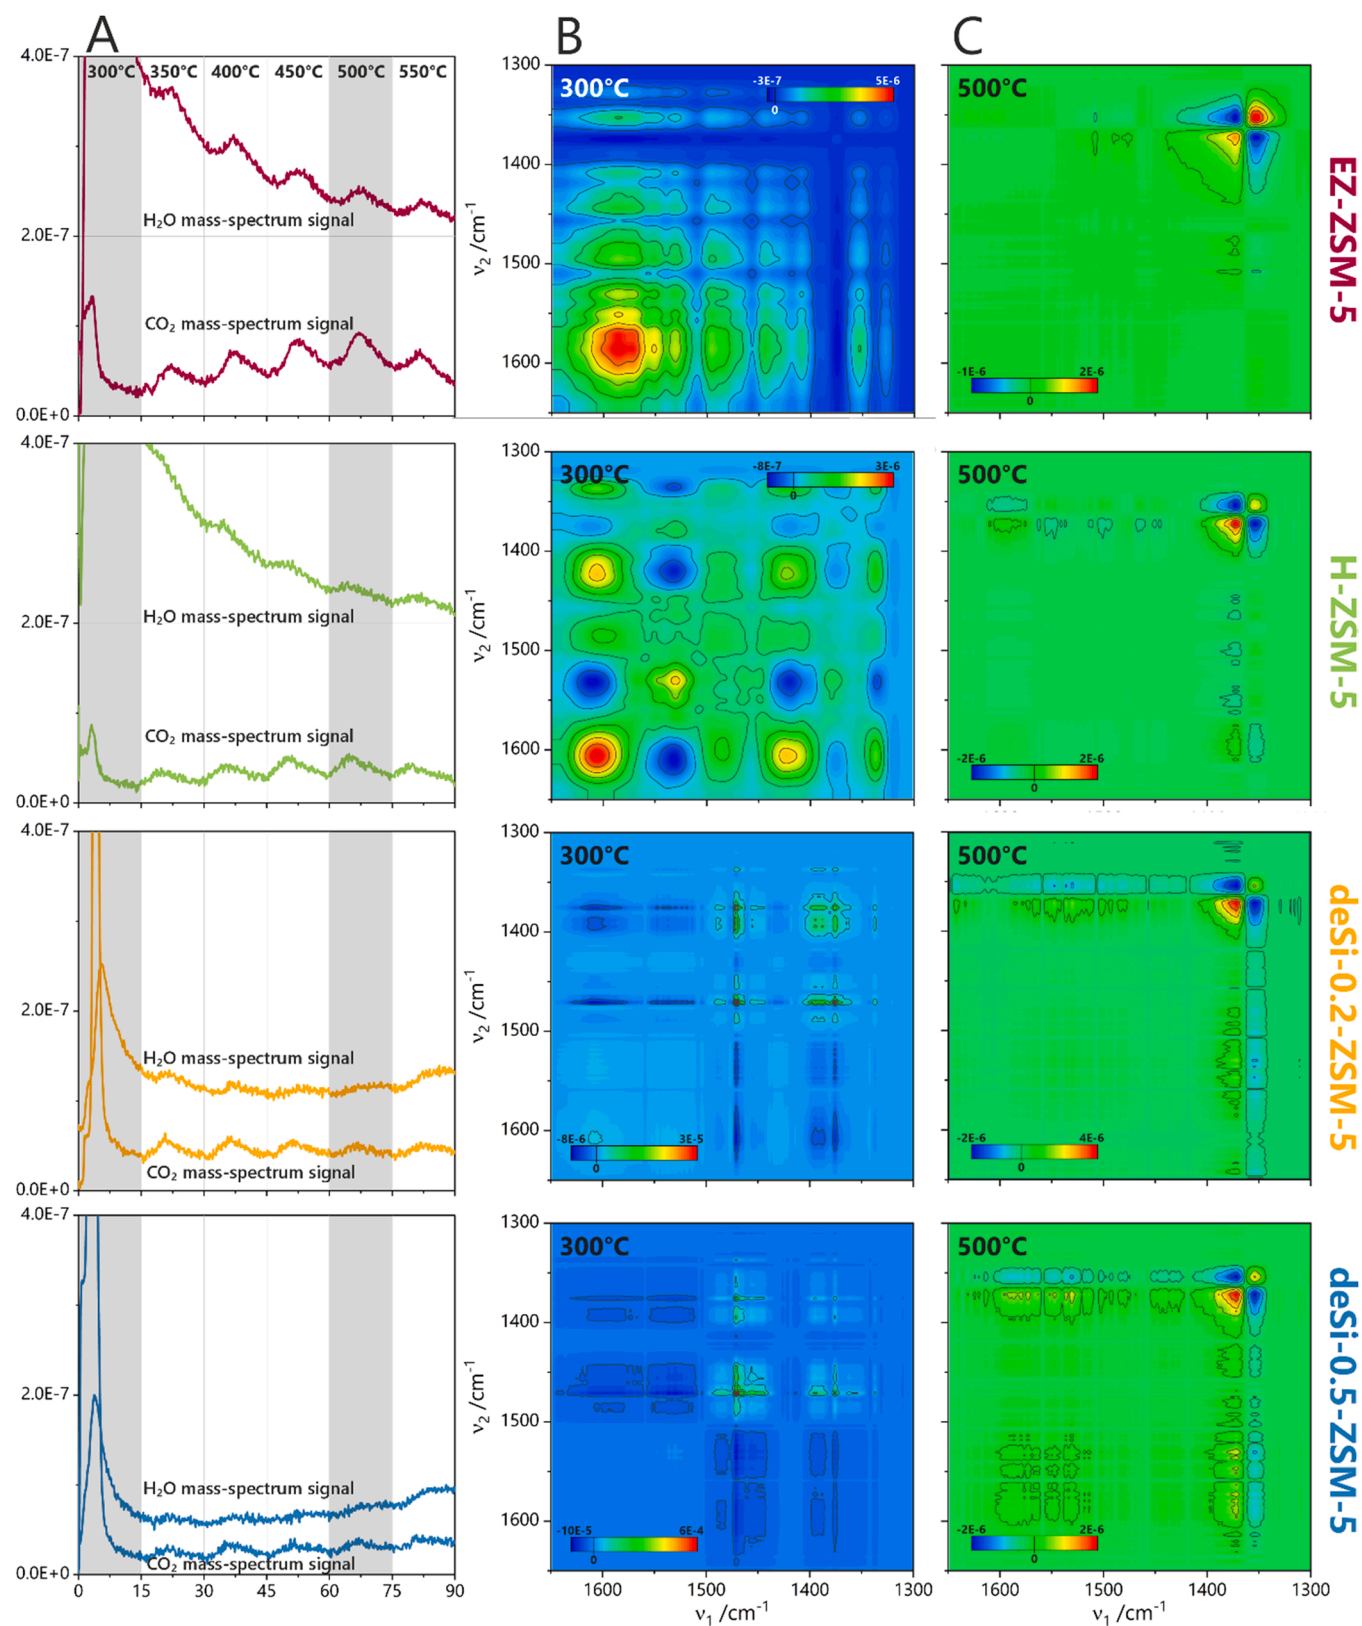 A
B
C
4.0E-7
300°C 350°C 400°C 450°C 500°C 550°C
H₂O mass-spectrum signal
2.0E-7
CO₂ mass-spectrum signal
0.0E+0
1300
300°C
-3E-7 5E-6
0
1400
ν₂ /cm⁻¹
1500
1600
500°C
-1E-6 2E-6
0
EZ-ZSM-5
4.0E-7
H₂O mass-spectrum signal
2.0E-7
CO₂ mass-spectrum signal
0.0E+0
1300
300°C
-8E-7 3E-6
0
1400
ν₂ /cm⁻¹
1500
1600
500°C
-2E-6 2E-6
0
H-ZSM-5
4.0E-7
2.0E-7
H₂O mass-spectrum signal
CO₂ mass-spectrum signal
0.0E+0
1300
300°C
1400
ν₂ /cm⁻¹
1500
1600
-8E-6 3E-5
0
500°C
-2E-6 4E-6
0
deSi-0.2-ZSM-5
4.0E-7
2.0E-7
H₂O mass-spectrum signal
CO₂ mass-spectrum signal
0.0E+0
0 15 30 45 60 75 90
1300
300°C
1400
ν₂ /cm⁻¹
1500
1600
-10E-5 6E-4
0
1600 1500 1400 1300
ν₁ /cm⁻¹
500°C
-2E-6 2E-6
0
1600 1500 1400 1300
ν₁ /cm⁻¹
deSi-0.5-ZSM-5